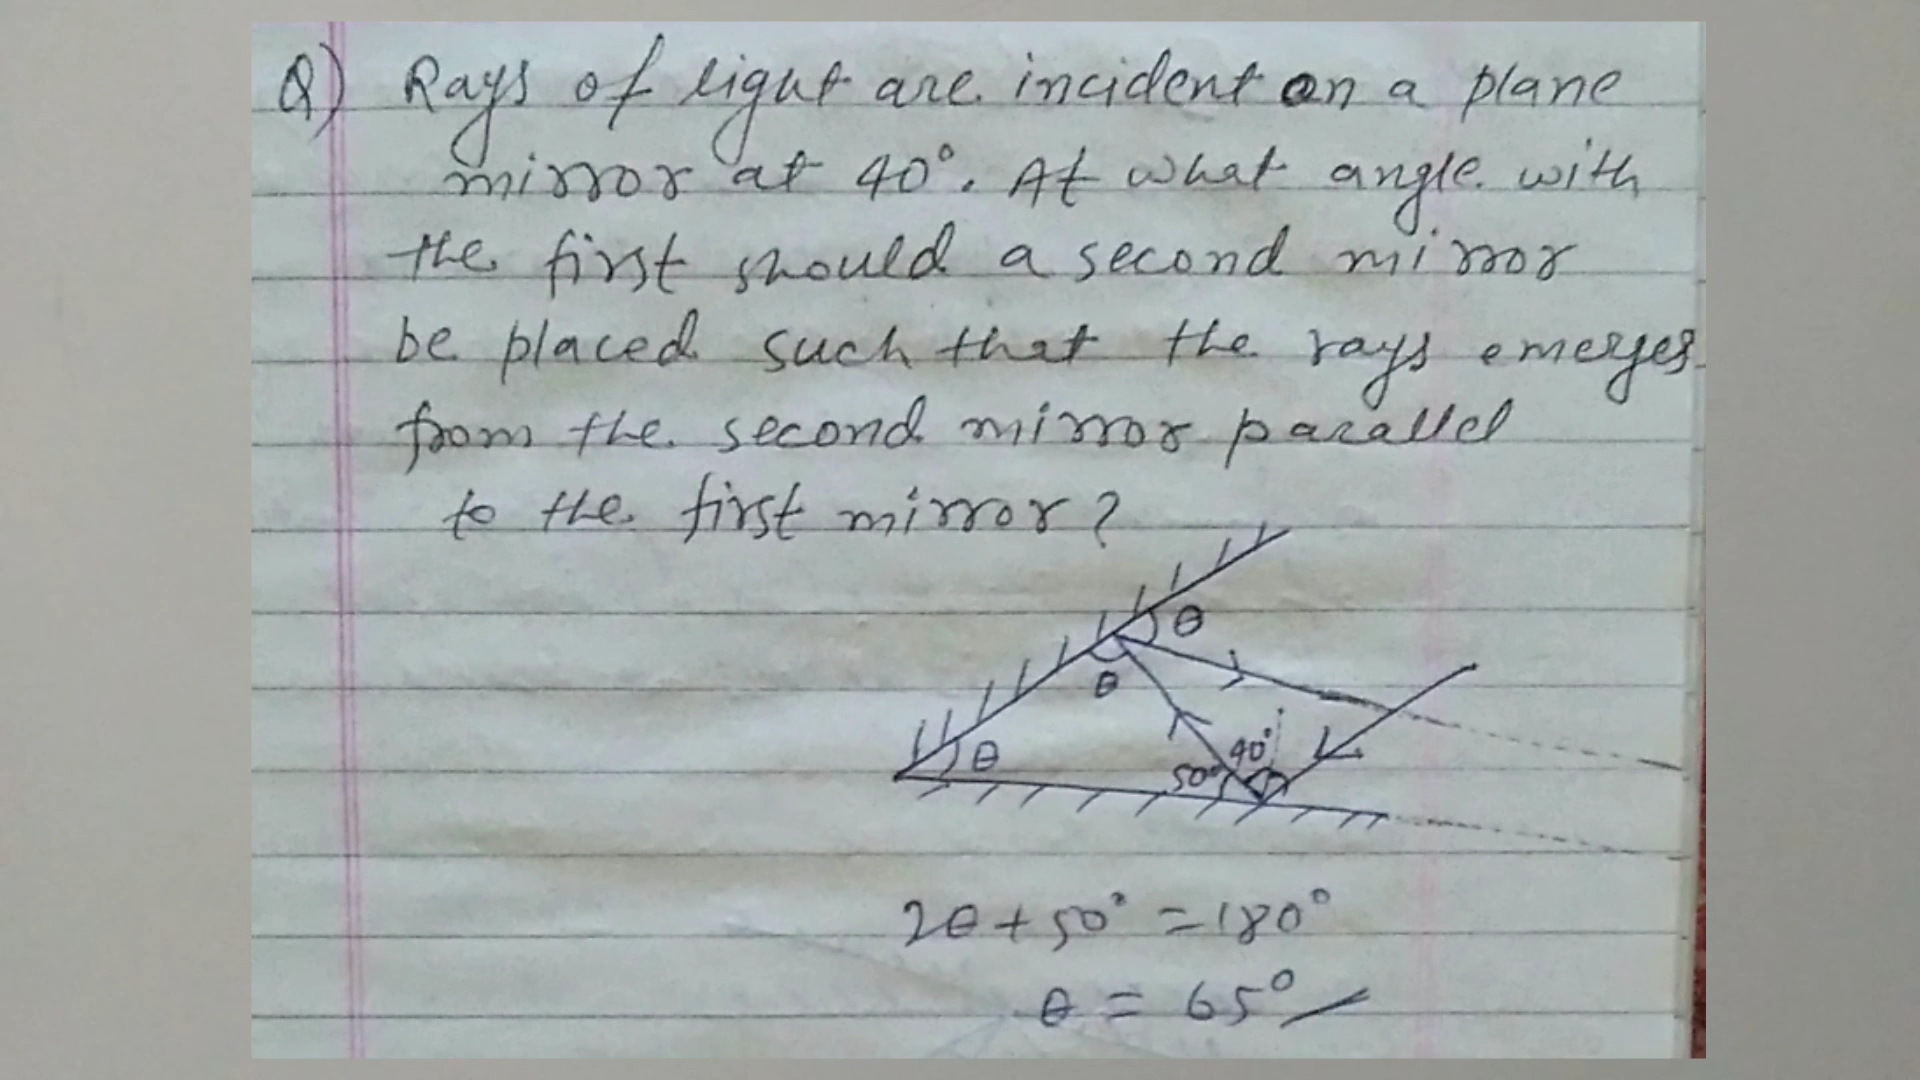 Q) Rays of light are incident on a plane
mirror at 40°. At what angle with
the first should a second mirror
be placed such that the rays emerges
from the second mirror parallel
to the first mirror?
θ
θ
40°
θ
50°
2θ + 50° = 180°
θ = 65°